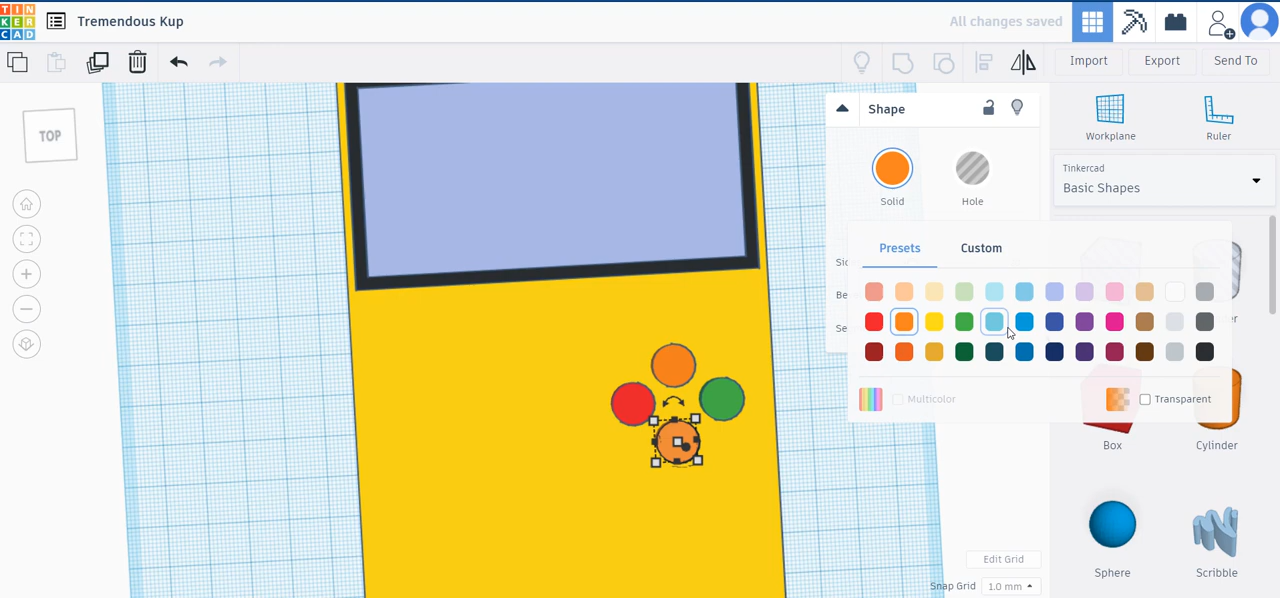 TIN
KER
CAD
Tremendous Kup
All changes saved
Import
Export
Send To
TOP
Shape
Solid
Hole
Workplane
Ruler
Tinkercad
Basic Shapes
Presets
Custom
Multicolor
Transparent
Box
Cylinder
Sphere
Scribble
Edit Grid
Snap Grid
1.0 mm